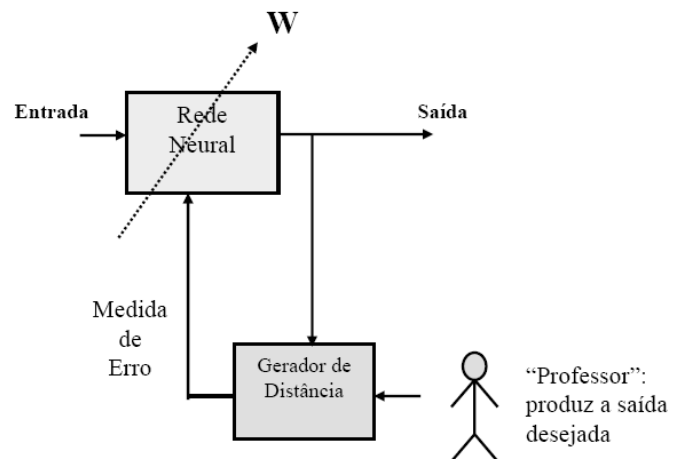 W
Entrada
Rede
Neural
Saída
Medida
de
Erro
Gerador de
Distância
“Professor”:
produz a saída
desejada